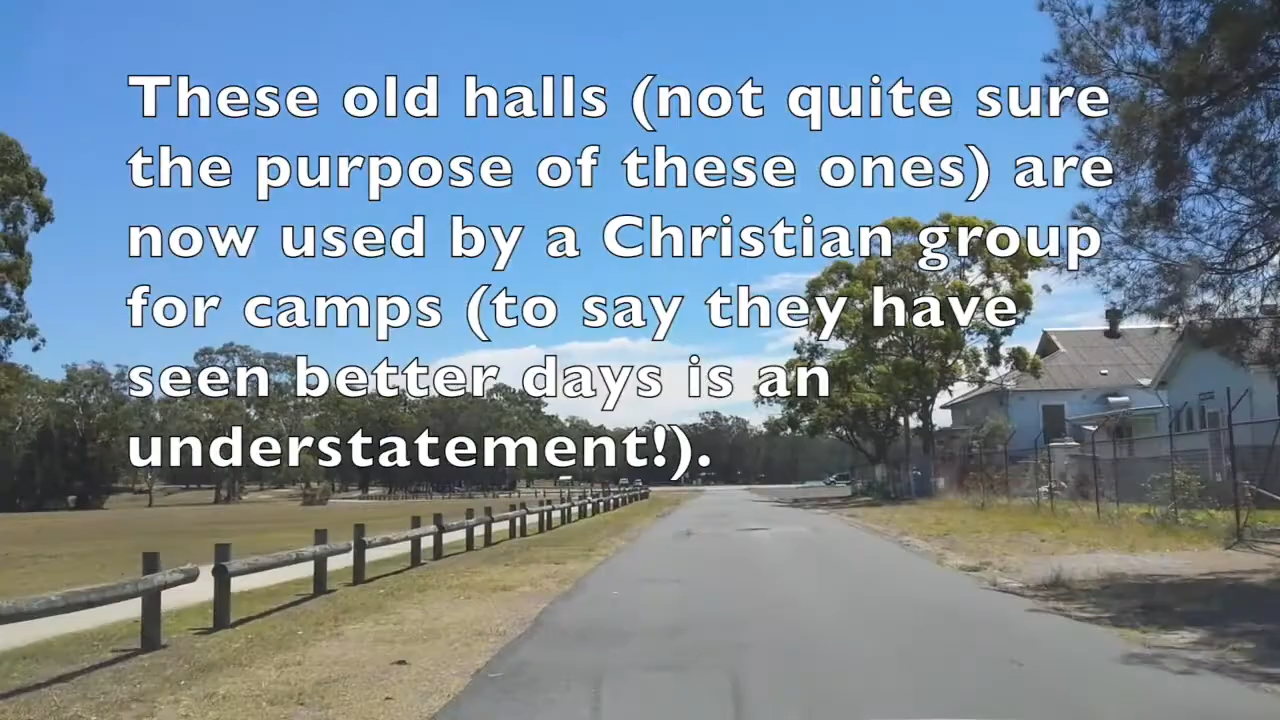 These old halls (not quite sure
the purpose of these ones) are
now used by a Christian group
for camps (to say they have
seen better days is an
understatement!).